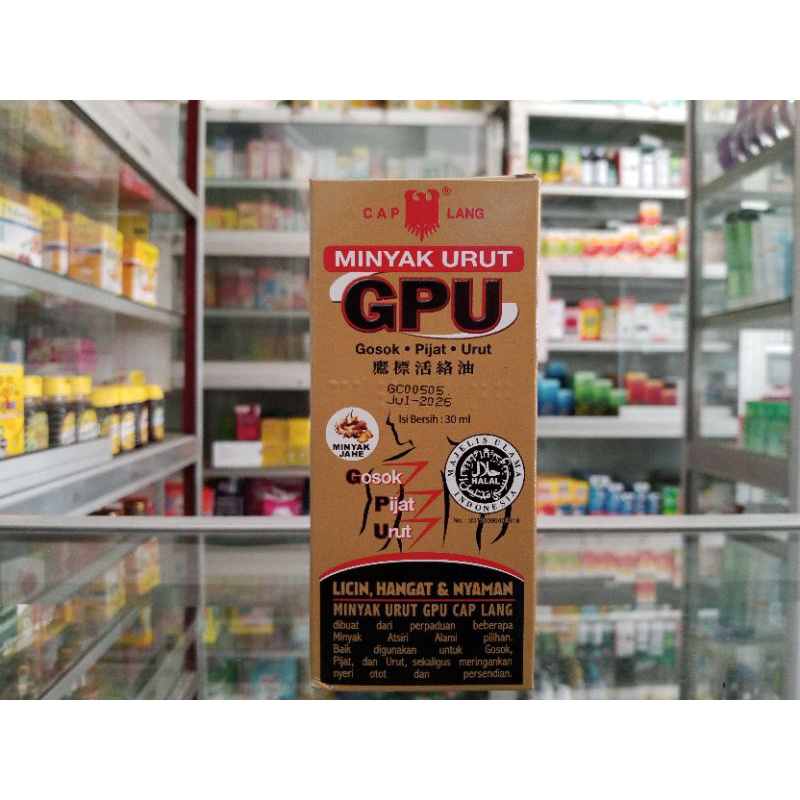 CAP LANG ®
MINYAK URUT
GPU
Gosok • Pijat • Urut
鷹標活絡油
GC00505
Jul-2026
Isi Bersih : 30 ml
MINYAK
JAHE
MAJELIS ULAMA
INDONESIA
حلال
HALAL
Gosok
Pijat
Urut
LICIN, HANGAT & NYAMAN
MINYAK URUT GPU CAP LANG
dibuat dari perpaduan beberapa
Minyak Atsiri Alami pilihan.
Baik digunakan untuk Gosok,
Pijat, dan Urut, sekaligus meringankan
nyeri otot dan persendian.